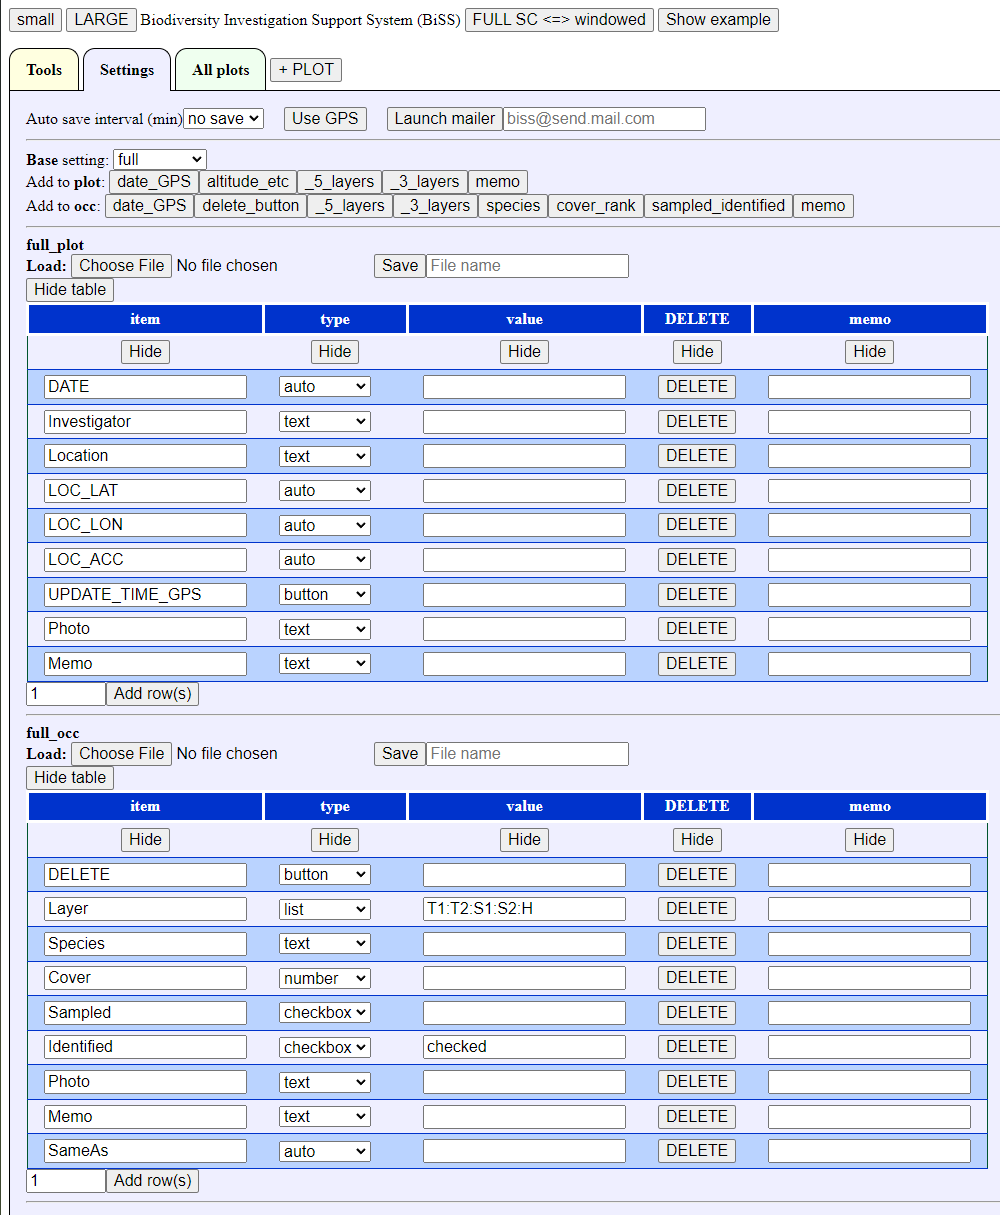 small LARGE Biodiversity Investigation Support System (BiSS) FULL SC <=> windowed Show example
Tools Settings All plots + PLOT
Auto save interval (min) no save Use GPS Launch mailer biss@send.mail.com
Base setting: full
Add to plot: date_GPS altitude_etc _5_layers _3_layers memo
Add to occ: date_GPS delete_button _5_layers _3_layers species cover_rank sampled_identified memo
full_plot
Load: Choose File No file chosen Save File name
Hide table
item type value DELETE memo
Hide Hide Hide Hide Hide
DATE auto DELETE
Investigator text DELETE
Location text DELETE
LOC_LAT auto DELETE
LOC_LON auto DELETE
LOC_ACC auto DELETE
UPDATE_TIME_GPS button DELETE
Photo text DELETE
Memo text DELETE
1 Add row(s)
full_occ
Load: Choose File No file chosen Save File name
Hide table
item type value DELETE memo
Hide Hide Hide Hide Hide
DELETE button DELETE
Layer list T1:T2:S1:S2:H DELETE
Species text DELETE
Cover number DELETE
Sampled checkbox DELETE
Identified checkbox checked DELETE
Photo text DELETE
Memo text DELETE
SameAs auto DELETE
1 Add row(s)